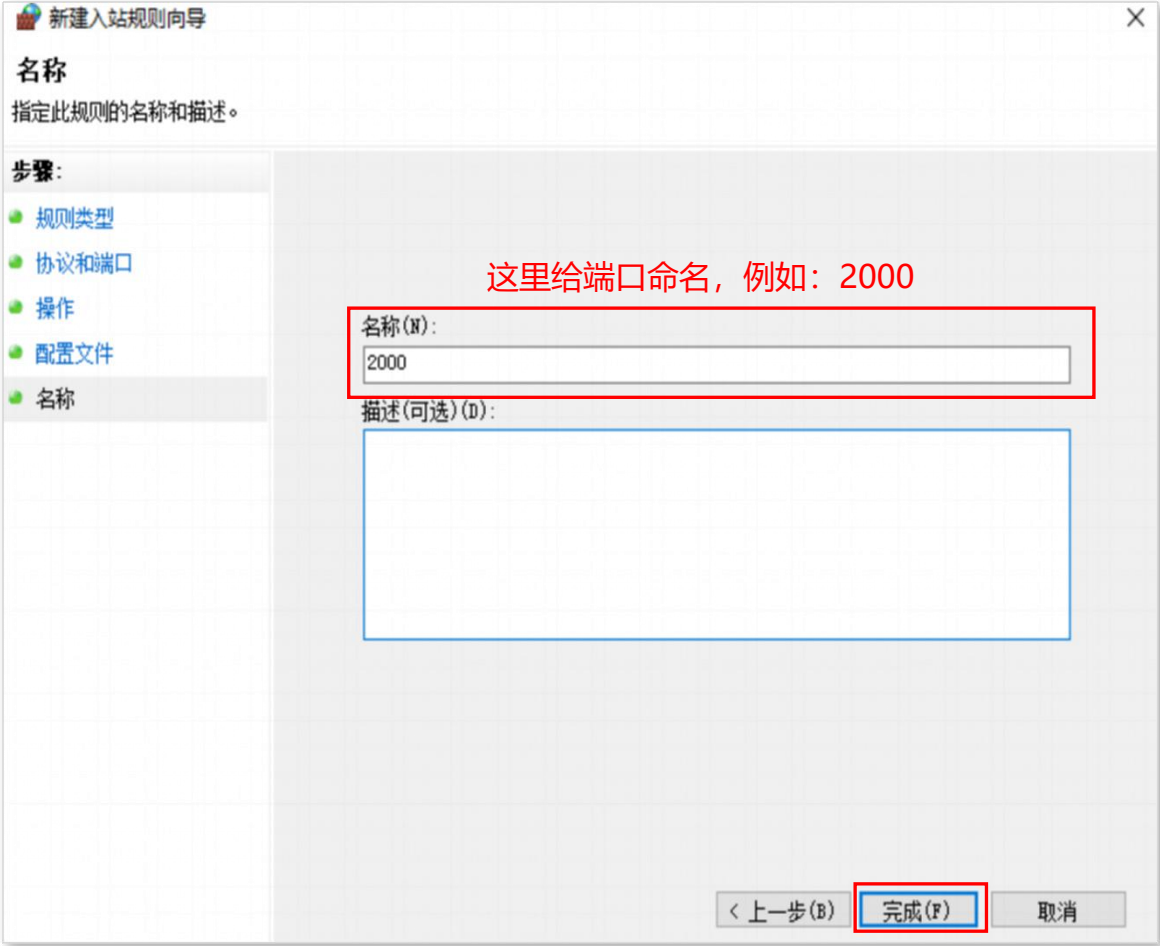 新建入站规则向导
名称
指定此规则的名称和描述。
步骤:
规则类型
协议和端口
操作
配置文件
名称
这里给端口命名，例如：2000
名称(N):
2000
描述(可选)(D):
< 上一步(B)
完成(F)
取消